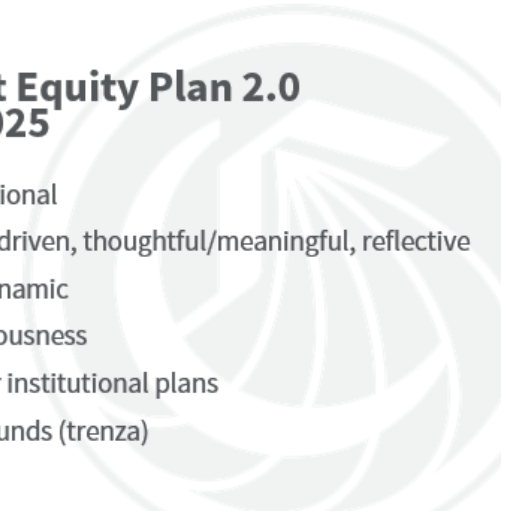 t Equity Plan 2.0
025
ional
driven, thoughtful/meaningful, reflective
namic
ousness
r institutional plans
unds (trenza)